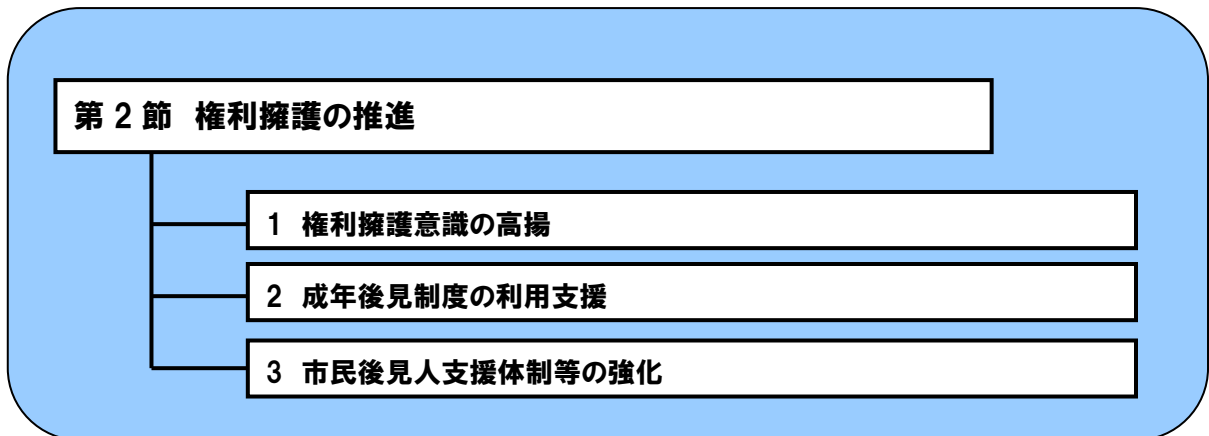 第２節 権利擁護の推進
1 権利擁護意識の高揚
2 成年後見制度の利用支援
3 市民後見人支援体制等の強化